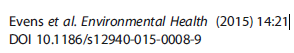 Evens et al. Environmental Health (2015) 14:21
DOI 10.1186/s12940-015-0008-9